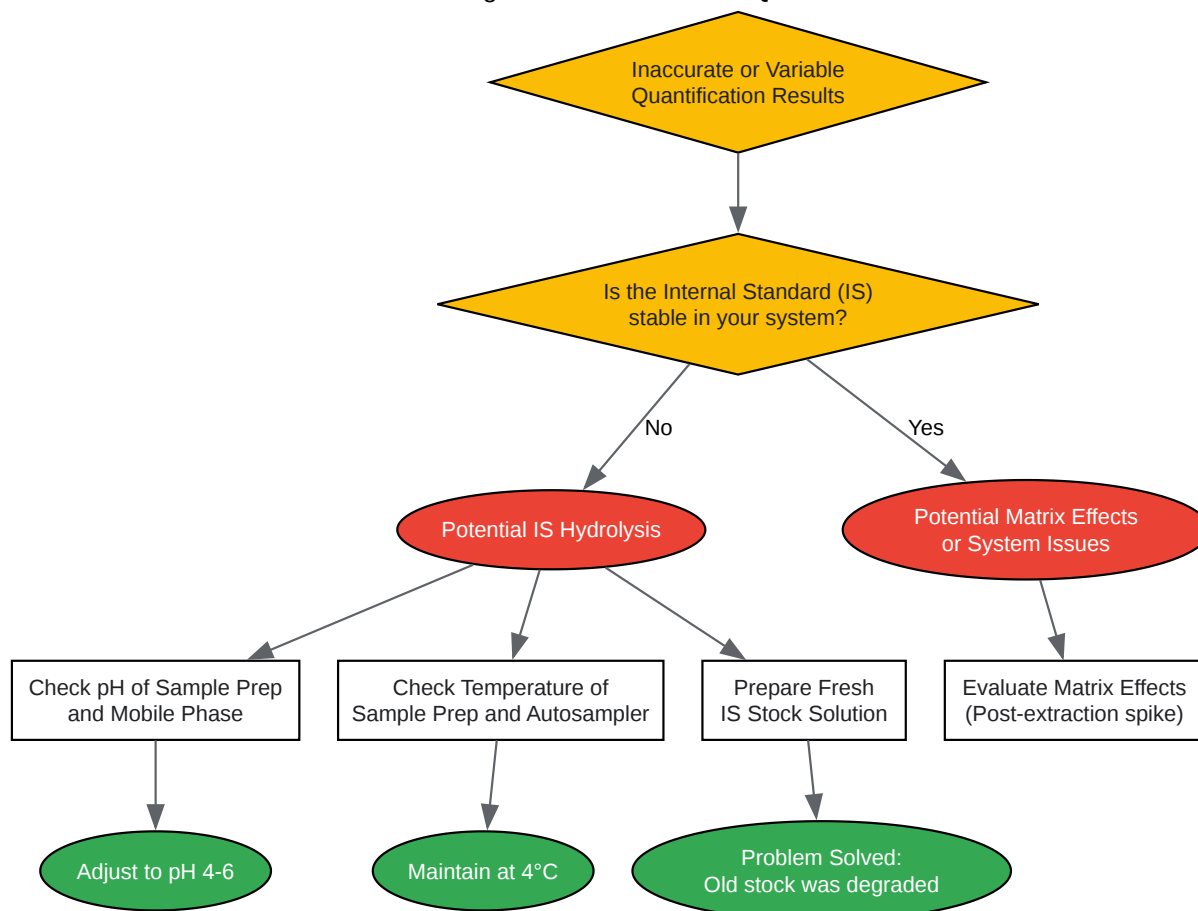 Inaccurate or Variable
Quantification Results
Is the Internal Standard (IS)
stable in your system?
No
Yes
Potential IS Hydrolysis
Potential Matrix Effects
or System Issues
Check pH of Sample Prep
and Mobile Phase
Check Temperature of
Sample Prep and Autosampler
Prepare Fresh
IS Stock Solution
Evaluate Matrix Effects
(Post-extraction spike)
Adjust to pH 4-6
Maintain at 4°C
Problem Solved:
Old stock was degraded